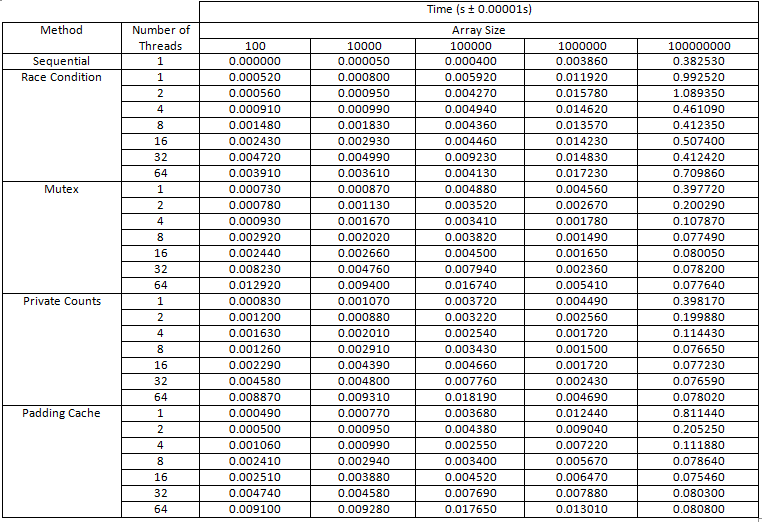 Time (s ± 0.00001s)
Method Number of Threads Array Size
100 10000 100000 1000000 100000000
Sequential 1 0.000000 0.000050 0.000400 0.003860 0.382530
Race Condition 1 0.000520 0.000800 0.005920 0.011920 0.992520
2 0.000560 0.000950 0.004270 0.015780 1.089350
4 0.000910 0.000990 0.004940 0.014620 0.461090
8 0.001480 0.001830 0.004360 0.013570 0.412350
16 0.002430 0.002930 0.004460 0.014230 0.507400
32 0.004720 0.004990 0.009230 0.014830 0.412420
64 0.003910 0.003610 0.004130 0.017230 0.709860
Mutex 1 0.000730 0.000870 0.004880 0.004560 0.397720
2 0.000780 0.001130 0.003520 0.002670 0.200290
4 0.000930 0.001670 0.003410 0.001780 0.107870
8 0.002920 0.002020 0.003820 0.001490 0.077490
16 0.002440 0.002660 0.004500 0.001650 0.080050
32 0.008230 0.004760 0.007940 0.002360 0.078200
64 0.012920 0.009400 0.016740 0.005410 0.077640
Private Counts 1 0.000830 0.001070 0.003720 0.004490 0.398170
2 0.001200 0.000880 0.003220 0.002560 0.199880
4 0.001630 0.002010 0.002540 0.001720 0.114430
8 0.001260 0.002910 0.003430 0.001500 0.076650
16 0.002290 0.004390 0.004660 0.001720 0.077230
32 0.004580 0.004800 0.007760 0.002430 0.076590
64 0.008870 0.009310 0.018190 0.004690 0.078020
Padding Cache 1 0.000490 0.000770 0.003680 0.012440 0.811440
2 0.000500 0.000950 0.004380 0.009040 0.205250
4 0.001060 0.000990 0.002550 0.007220 0.111880
8 0.002410 0.002940 0.003400 0.005670 0.078640
16 0.002510 0.003880 0.004520 0.006470 0.075460
32 0.004740 0.004580 0.007690 0.007880 0.080300
64 0.009100 0.009280 0.017650 0.013010 0.080800